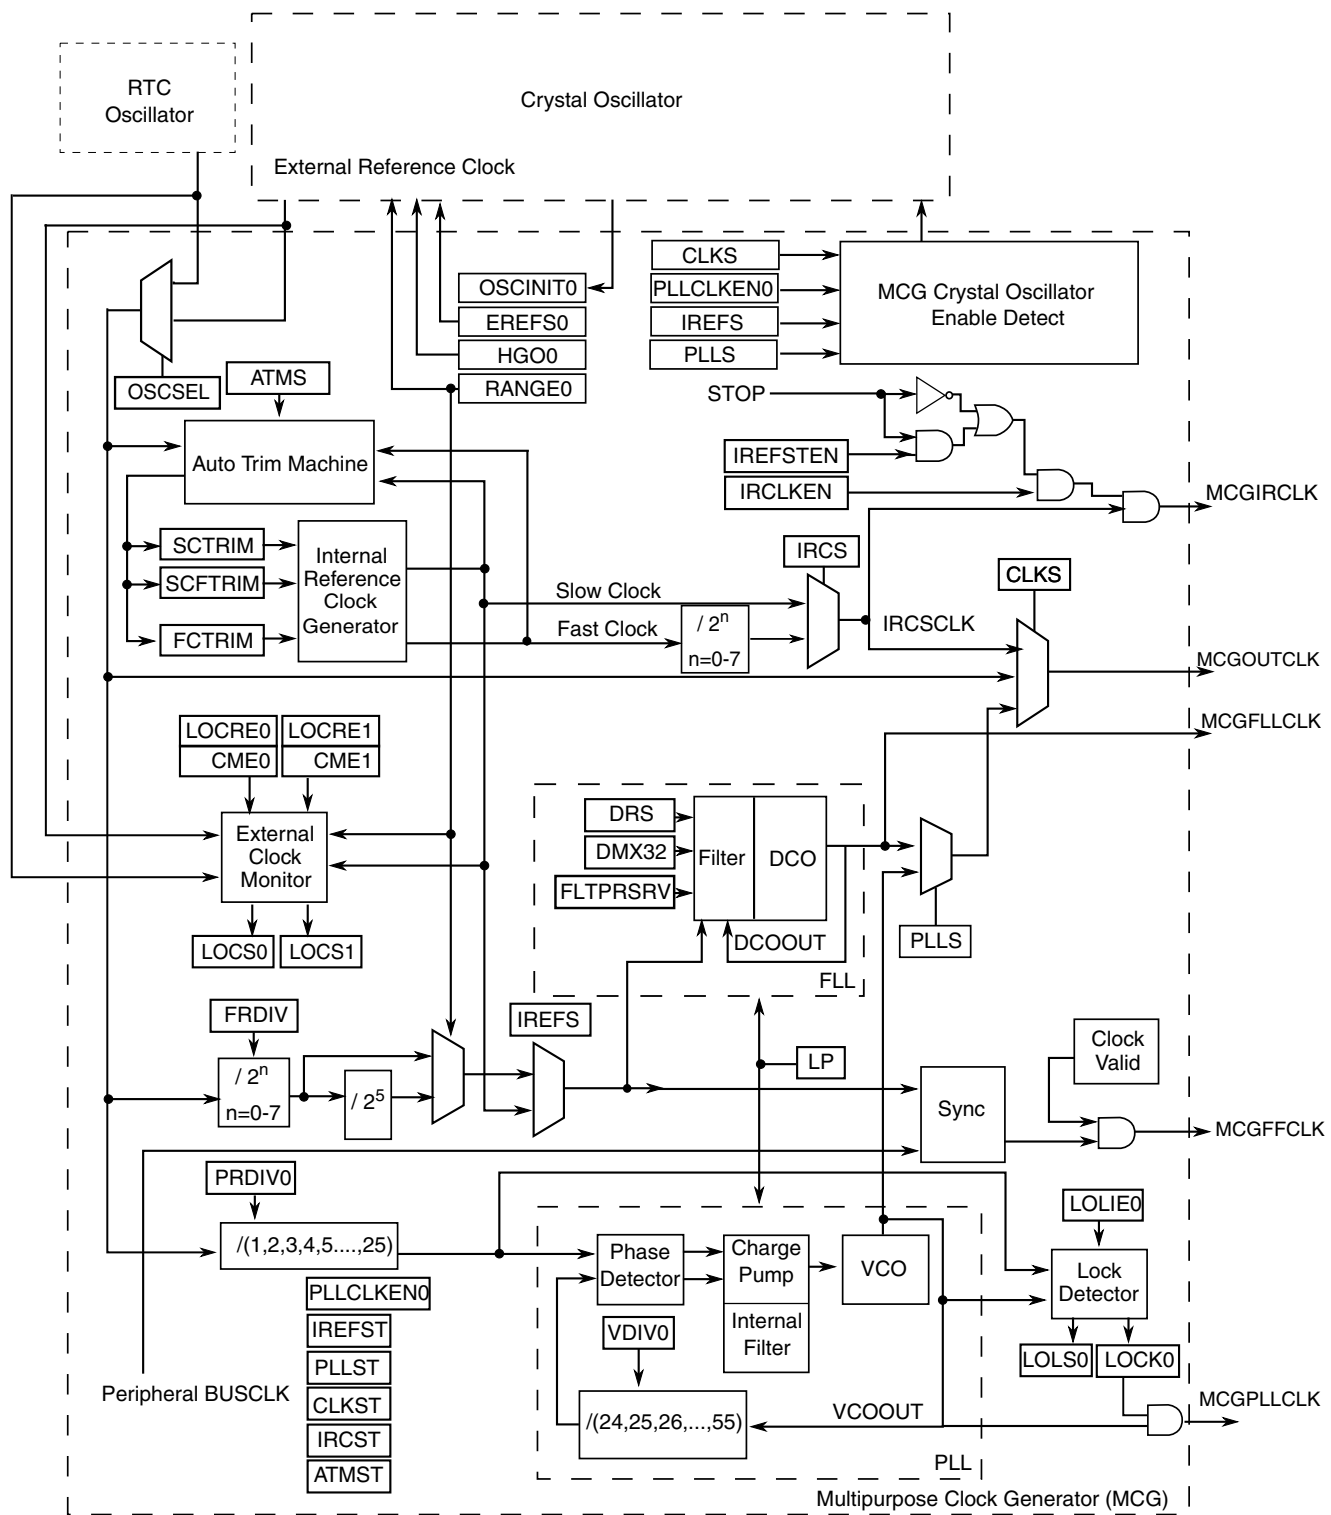 RTC
Oscillator
Crystal Oscillator
External Reference Clock
OSCINIT0
EREFS0
HGO0
RANGE0
CLKS
PLLCLKEN0
IREFS
PLLS
MCG Crystal Oscillator
Enable Detect
OSCSEL
ATMS
Auto Trim Machine
STOP
IREFSTEN
IRCLKEN
MCGIRCLK
SCTRIM
SCFTRIM
FCTRIM
Internal
Reference
Clock
Generator
Slow Clock
Fast Clock
/ 2n
n=0-7
IRCS
IRCSCLK
CLKS
MCGOUTCLK
MCGFLLCLK
LOCRE0
LOCRE1
CME0
CME1
External
Clock
Monitor
LOCS0
LOCS1
DRS
DMX32
FLTPRSRV
Filter
DCO
DCOOUT
FLL
PLLS
FRDIV
/ 2n
n=0-7
/ 25
IREFS
LP
Clock
Valid
Sync
MCGFFCLK
PRDIV0
/(1,2,3,4,5....,25)
Phase
Detector
Charge
Pump
Internal
Filter
VCO
LOLIE0
Lock
Detector
LOLS0
LOCK0
VDIV0
/(24,25,26,...,55)
VCOOUT
PLL
MCGPLLCLK
PLLCLKEN0
IREFST
PLLST
CLKST
IRCST
ATMST
Peripheral BUSCLK
Multipurpose Clock Generator (MCG)